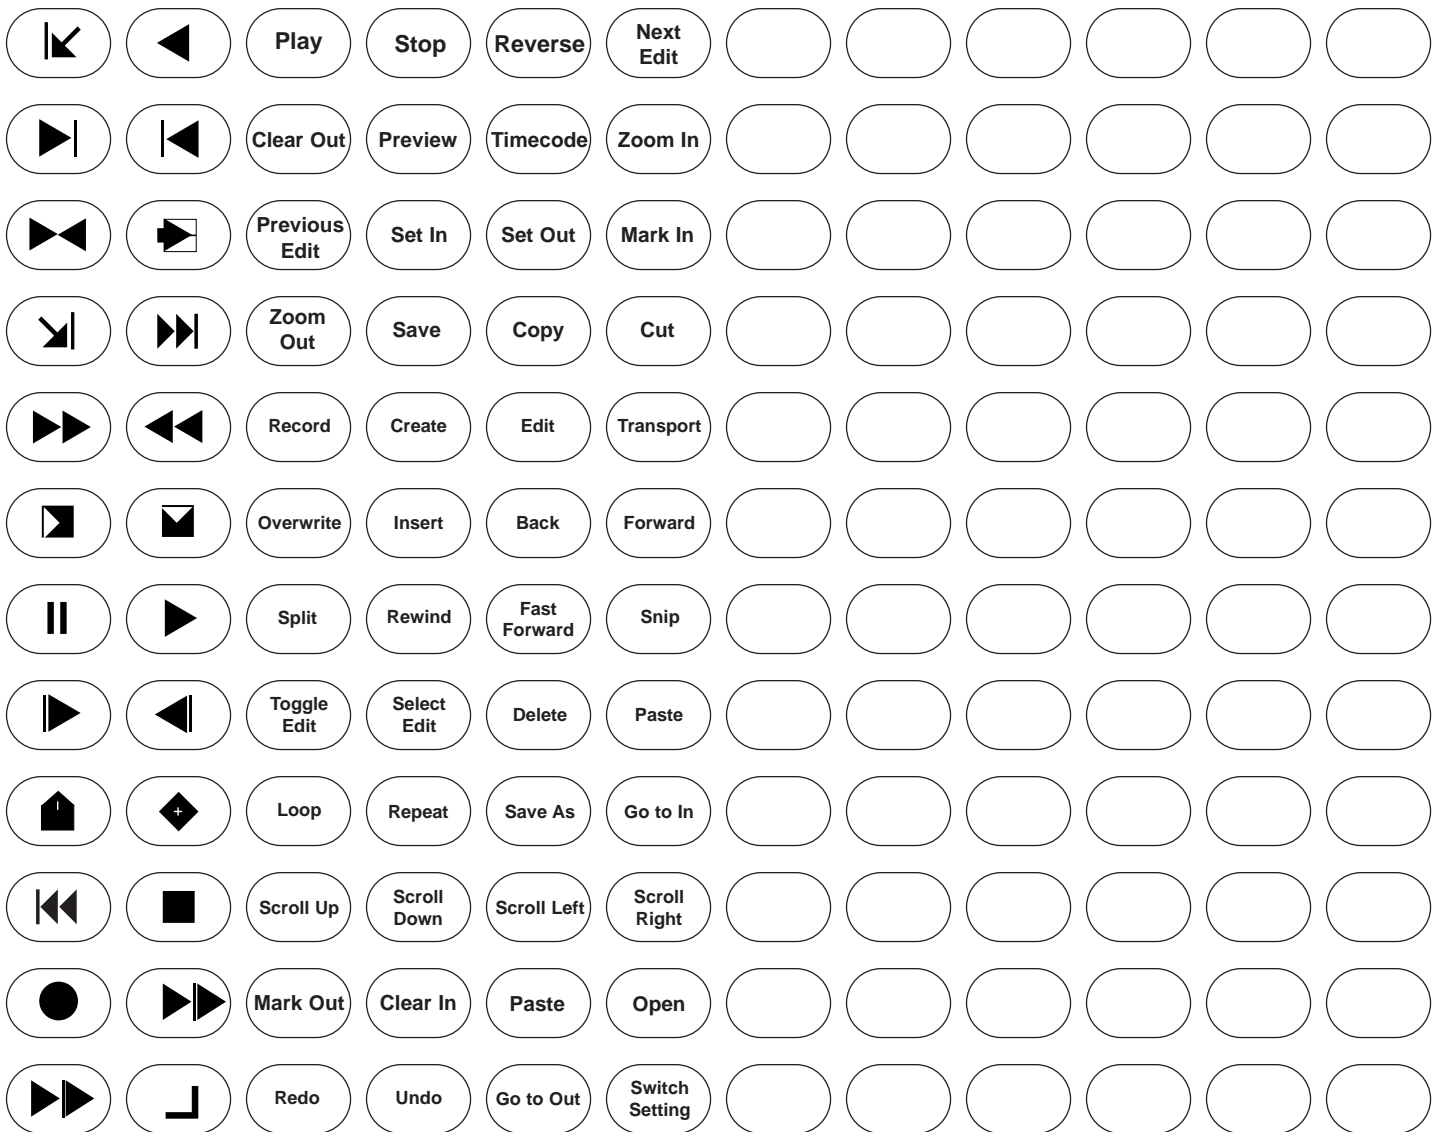 Play
Stop
Reverse
Next
Edit
Clear Out
Preview
Timecode
Zoom In
Previous
Edit
Set In
Set Out
Mark In
Zoom
Out
Save
Copy
Cut
Record
Create
Edit
Transport
Overwrite
Insert
Back
Forward
Split
Rewind
Fast
Forward
Snip
Toggle
Edit
Select
Edit
Delete
Paste
Loop
Repeat
Save As
Go to In
Scroll Up
Scroll
Down
Scroll Left
Scroll
Right
Mark Out
Clear In
Paste
Open
Redo
Undo
Go to Out
Switch
Setting